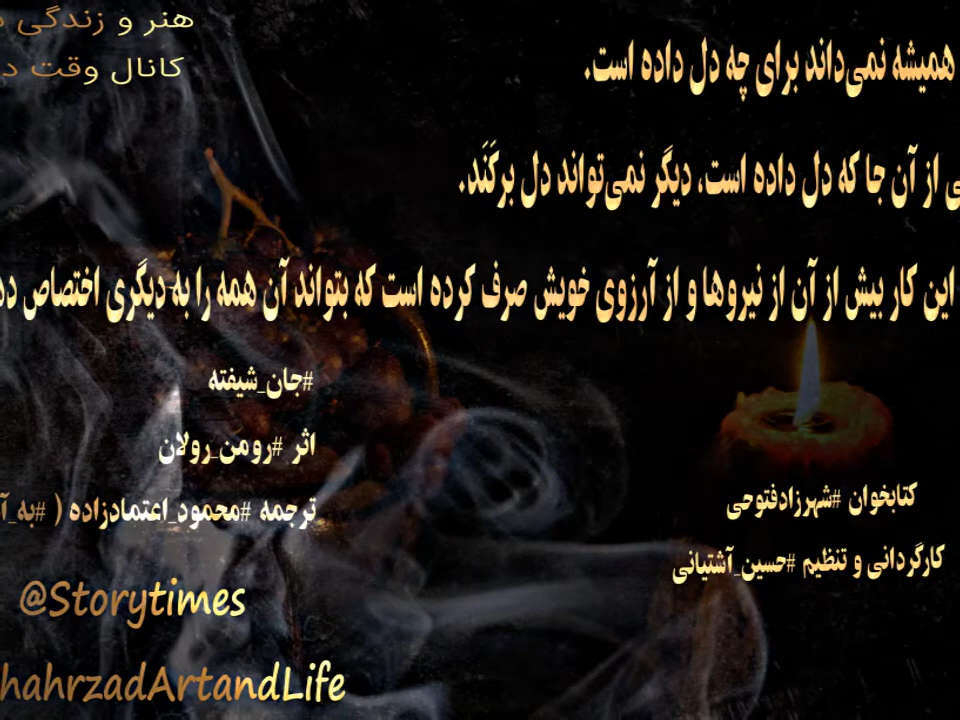 هنر و زندگی
کانال وقت
همیشه نمی‌داند برای چه دل داده است.
از آن جا که دل داده است، دیگر نمی‌تواند دل برکَنَد.
این کار بیش از آن از نیروها و از آرزوی خویش صرف کرده است که بتواند آن همه را به دیگری اختصاص
#جان_شیفته
اثر #رومن_رولان
ترجمه #محمود_اعتمادزاده ( #به_آ
کتابخوان #شهرزادفتوحی
کارگردانی و تنظیم #حسین_آشتیانی
@Storytimes
hahrzadArtandLife